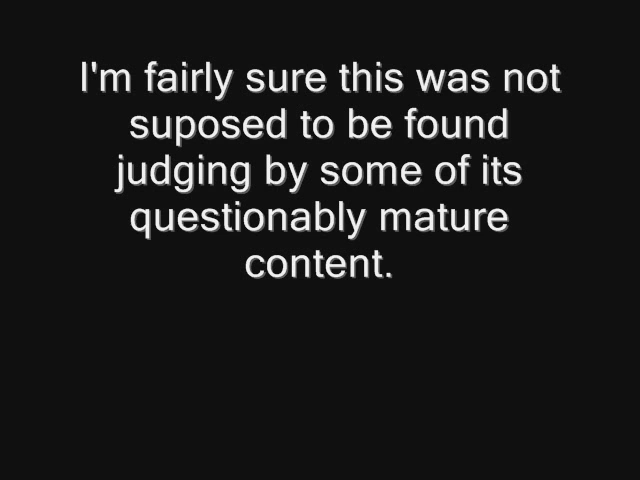 I'm fairly sure this was not
suposed to be found
judging by some of its
questionably mature
content.